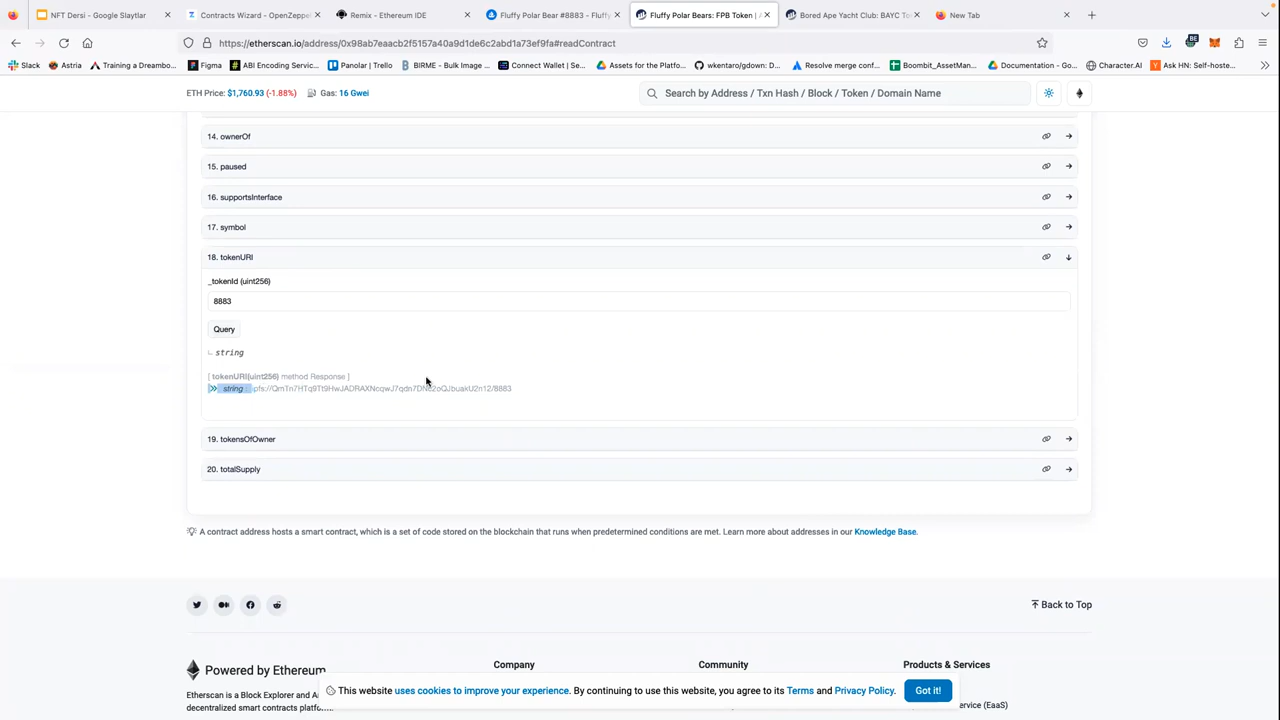 NFT Dersi - Google Slaytlar
Contracts Wizard - OpenZeppe
Remix - Ethereum IDE
Fluffy Polar Bear #8883 - Fluffy
Fluffy Polar Bears: FPB Token |
Bored Ape Yacht Club: BAYC To
New Tab
https://etherscan.io/address/0x98ab7eaacb2f5157a40a9d1de6c2abd1a73ef9fa#readContract
Slack
Astria
Training a Dreambo...
Figma
ABI Encoding Servic...
Panolar | Trello
BIRME - Bulk Image ...
Connect Wallet | Se...
Assets for the Platfo...
wkentaro/gdown: D...
Resolve merge conf...
Boombit_AssetMan...
Documentation - Go...
Character.AI
Ask HN: Self-hoste...
ETH Price: $1,760.93 (-1.88%)
Gas: 16 Gwei
Search by Address / Txn Hash / Block / Token / Domain Name
14. ownerOf
15. paused
16. supportsInterface
17. symbol
18. tokenURI
_tokenId (uint256)
8883
Query
string
[ tokenURI(uint256) method Response ]
string
19. tokensOfOwner
20. totalSupply
A contract address hosts a smart contract, which is a set of code stored on the blockchain that runs when predetermined conditions are met. Learn more about addresses in our Knowledge Base.
Back to Top
Powered by Ethereum
Company
Community
Products & Services
Etherscan is a Block Explorer and
decentralized smart contracts platfor
This website uses cookies to improve your experience. By continuing to use this website, you agree to its Terms and Privacy Policy.
Got it!
ervice (EaaS)